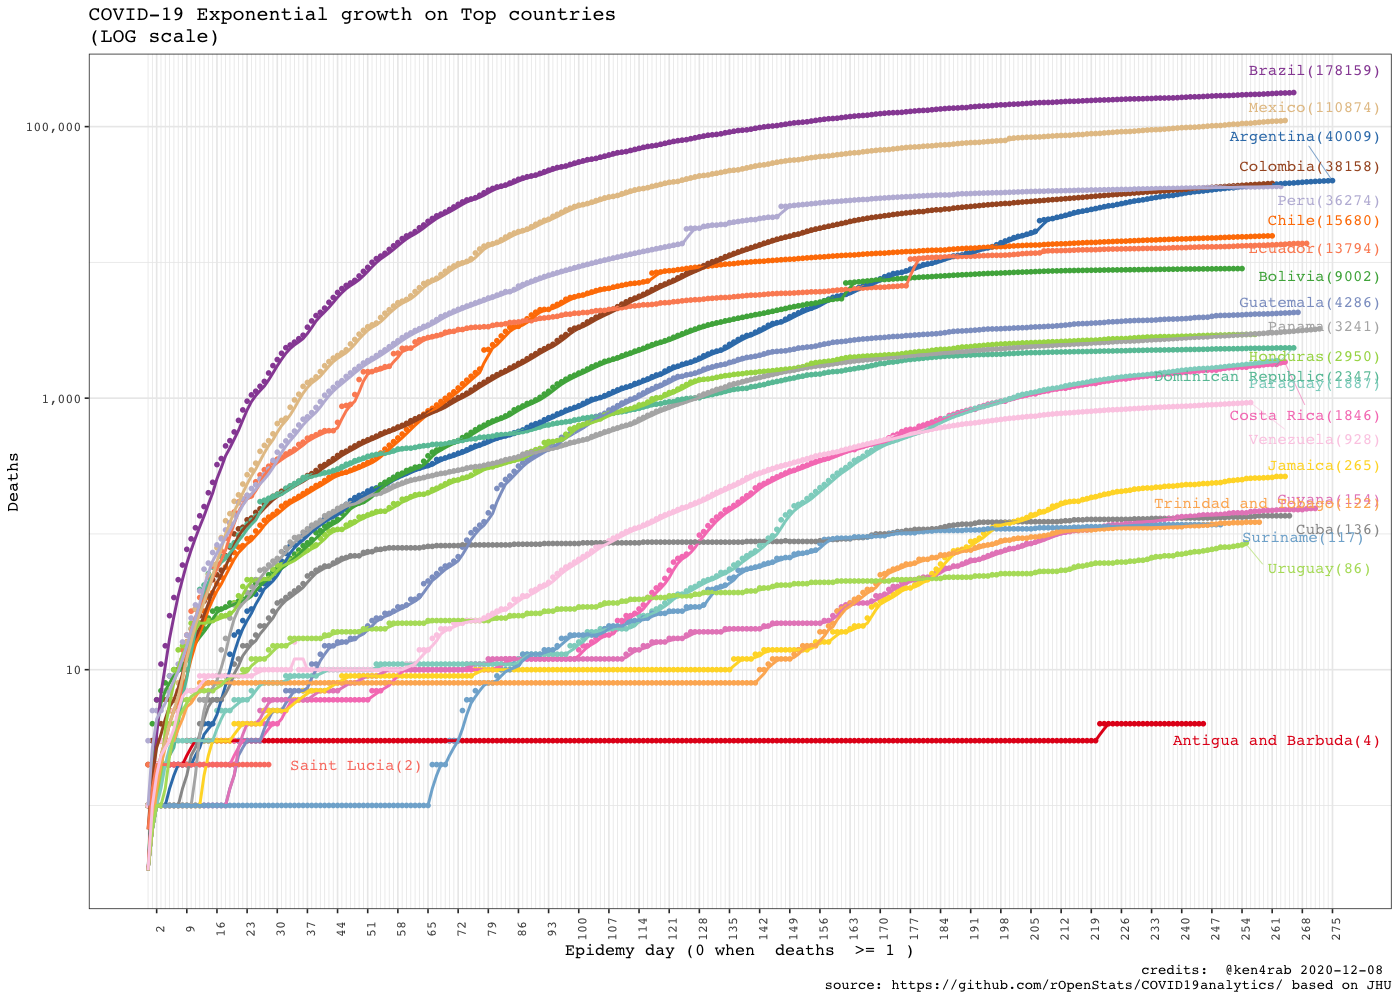 COVID-19 Exponential growth on Top countries
(LOG scale)
Brazil(178159)
Mexico(110874)
100,000
Argentina(40009)
Colombia(38158)
Peru(36274)
Chile(15680)
Ecuador(13794)
Bolivia(9002)
Guatemala(4286)
Panama(3241)
Honduras(2950)
Dominican Republic(2347)
Paraguay(1887)
1,000
Costa Rica(1846)
Venezuela(928)
Jamaica(265)
Guyana(154)
Trinidad and Tobago(122)
Cuba(136)
Suriname(117)
Uruguay(86)
10
Antigua and Barbuda(4)
Saint Lucia(2)
Deaths
2 9 16 23 30 37 44 51 58 65 72 79 86 93 100 107 114 121 128 135 142 149 156 163 170 177 184 191 198 205 212 219 226 233 240 247 254 261 268 275
Epidemy day (0 when  deaths  >= 1 )
credits:  @ken4rab 2020-12-08
source: https://github.com/rOpenStats/COVID19analytics/ based on JHU